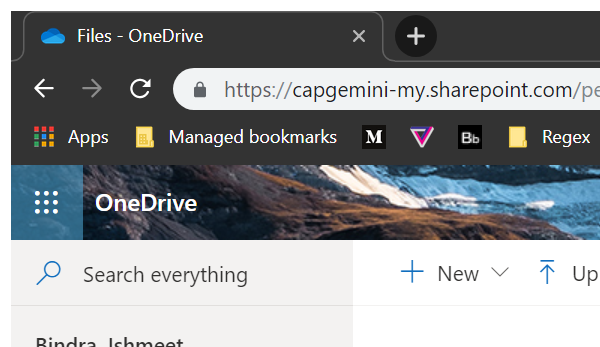 Files - OneDrive
https://capgemini-my.sharepoint.com/pe
Apps Managed bookmarks M Bb Regex
OneDrive
Search everything New Up
Bindra, Ishmeet